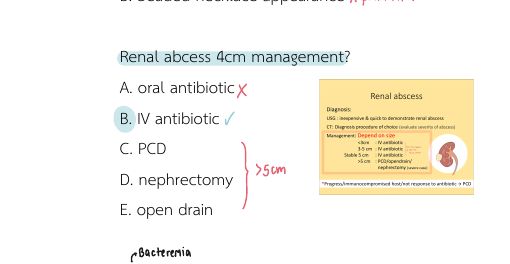 Renal abcess 4cm management?
A. oral antibiotic X
B. IV antibiotic ✓
C. PCD
D. nephrectomy
E. open drain
>5cm
Bacteremia
Renal abscess
Diagnosis:
USG : inexpensive & quick to demonstrate renal abscess
CT: Diagnosis procedure of choice (evaluate severity of abscess)
Management: Depend on size
<3cm : IV antibiotic
3-5 cm : IV antibiotic
Stable 5 cm : IV antibiotic
>5 cm : PCD/opendrain/
nephrectomy
*Progress/immunocompromised host/not response to antibiotic → PCD